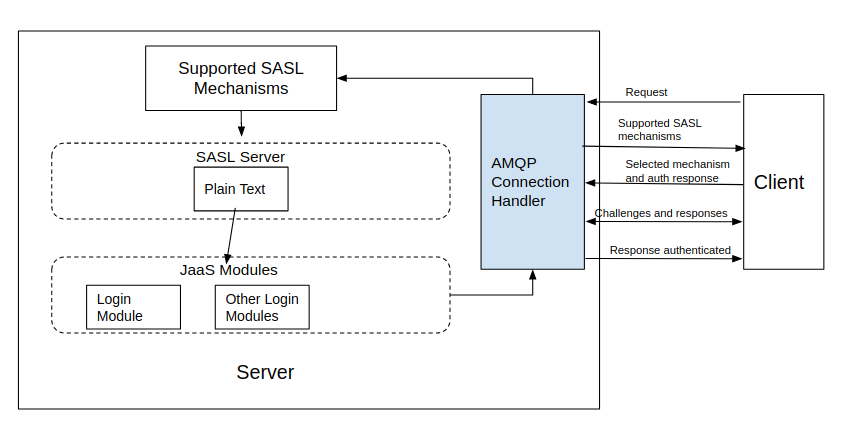 Supported SASL
Mechanisms
SASL Server
Plain Text
JaaS Modules
Login
Module
Other Login
Modules
Server
AMQP
Connection
Handler
Request
Supported SASL
mechanisms
Selected mechanism
and auth response
Challenges and responses
Response authenticated
Client